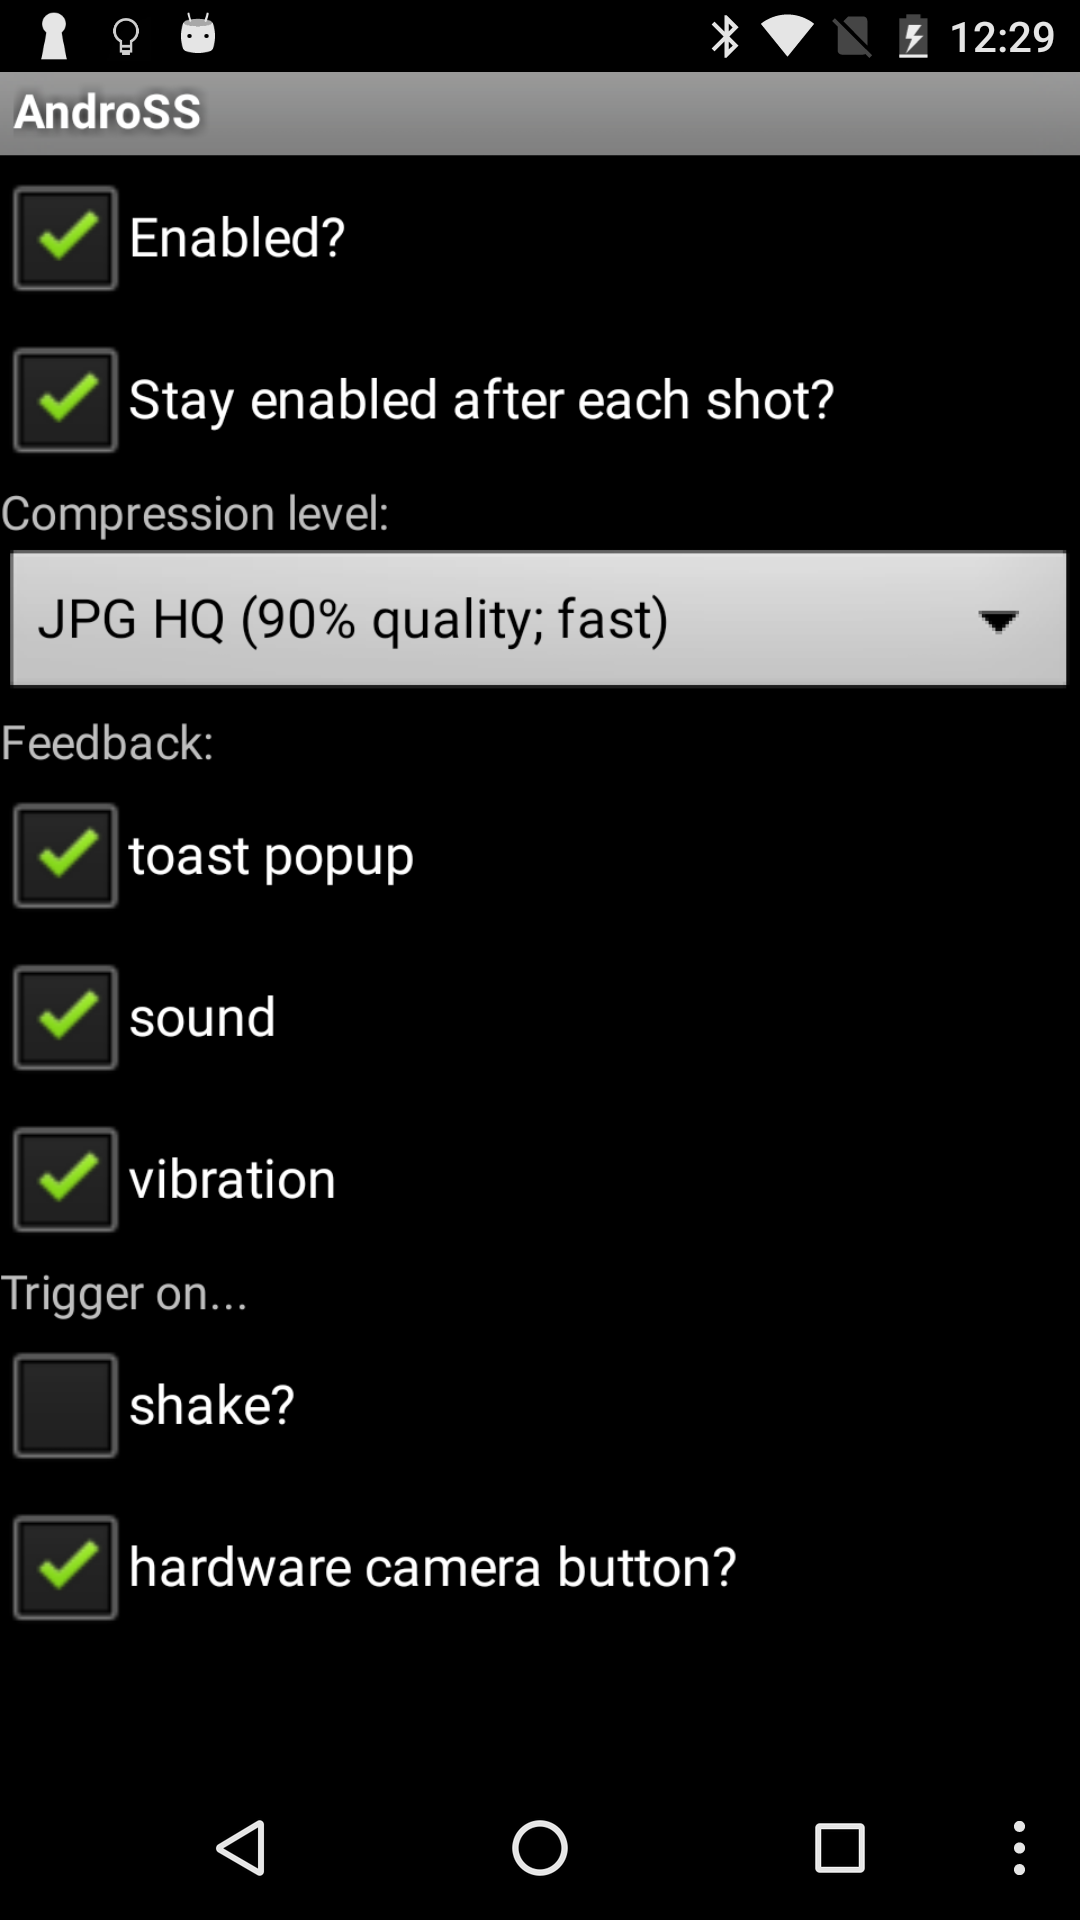 12:29
AndroSS
Enabled?
Stay enabled after each shot?
Compression level:
JPG HQ (90% quality; fast)
Feedback:
toast popup
sound
vibration
Trigger on...
shake?
hardware camera button?